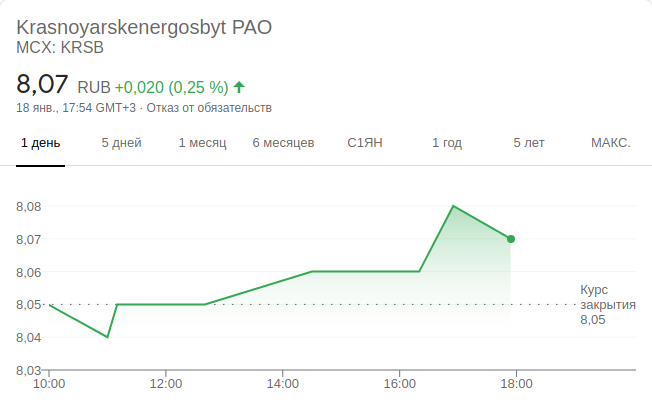 Krasnoyarskenergosbyt PAO
MCX: KRSB
8,07 RUB +0,020 (0,25 %)
18 янв., 17:54 GMT+3 · Отказ от обязательств
1 день 5 дней 1 месяц 6 месяцев С1ЯН 1 год 5 лет МАКС.
8,08
8,07
8,06
8,05
8,04
8,03
Курс
закрытия
8,05
10:00 12:00 14:00 16:00 18:00